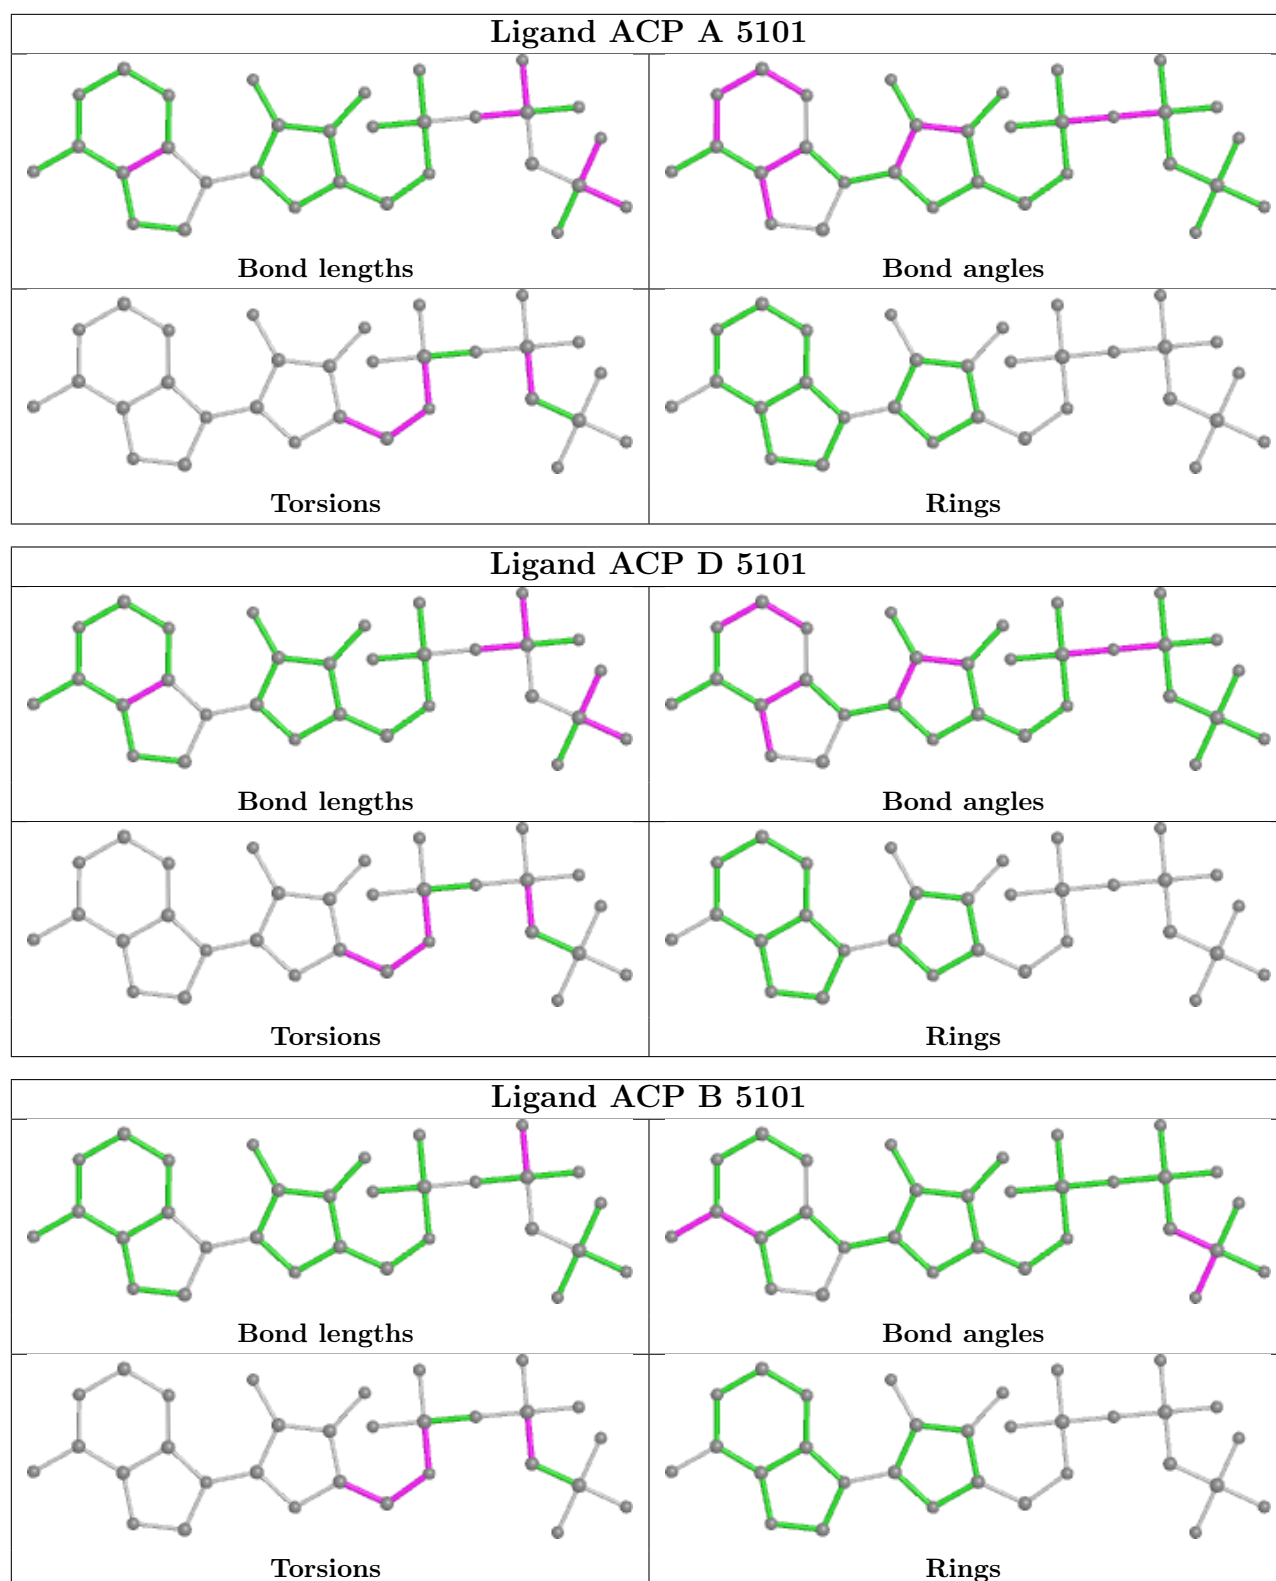 Ligand ACP A 5101
Bond lengths
Bond angles
Torsions
Rings
Ligand ACP D 5101
Bond lengths
Bond angles
Torsions
Rings
Ligand ACP B 5101
Bond lengths
Bond angles
Torsions
Rings